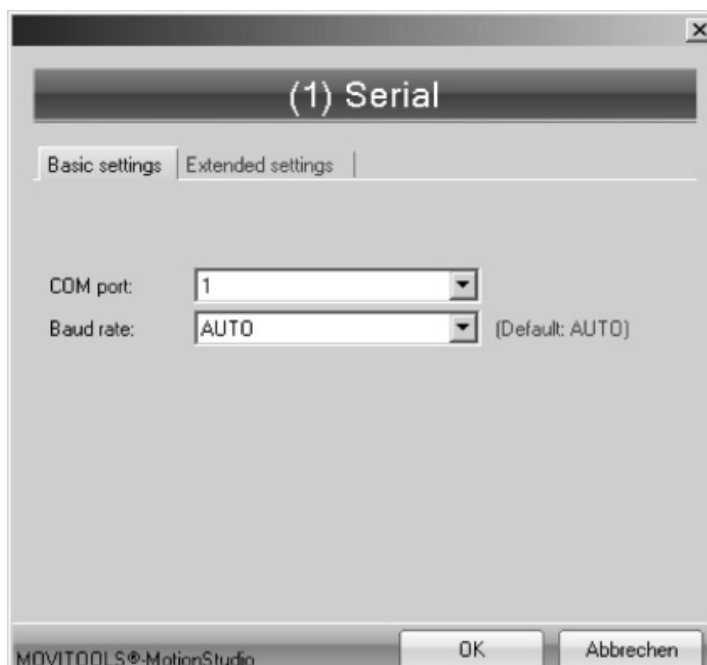 (1) Serial
Basic settings Extended settings
COM port: 1
Baud rate: AUTO (Default: AUTO)
MOVITOOLS®-MotionStudio OK Abbrechen